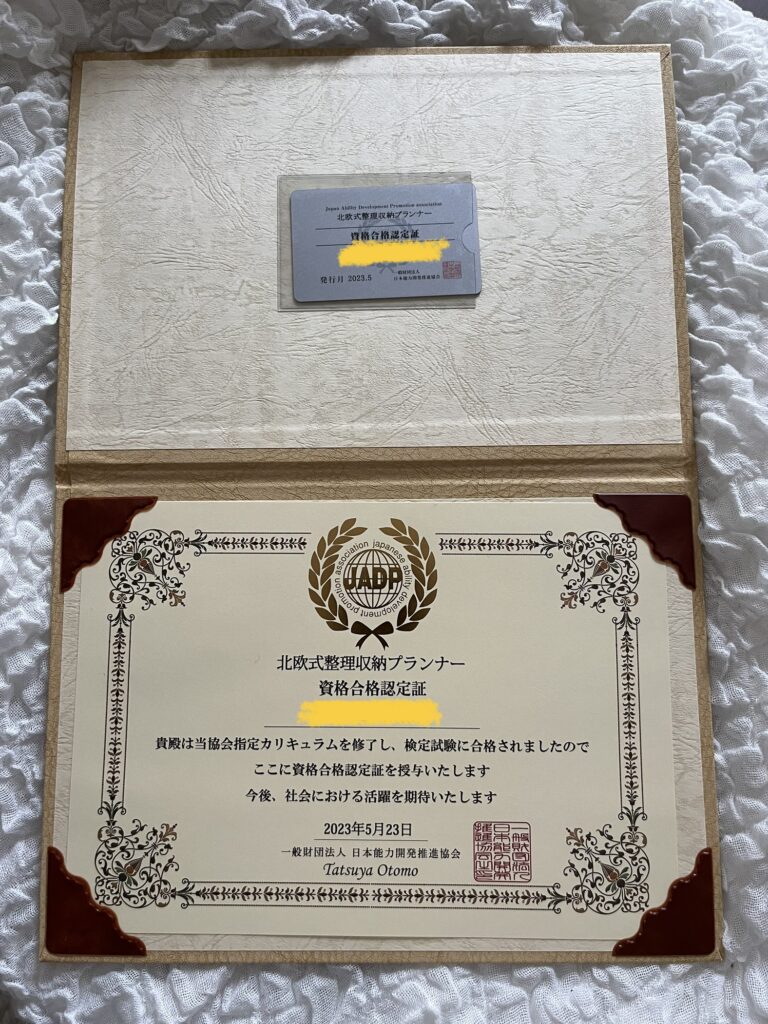 Japan Ability Development Promotion association
北欧式整理収納プランナー
資格合格認定証
発行月 2023.5
一般財団法人
日本能力開発推進協会
japanese ability development promotion association
JADP
北欧式整理収納プランナー
資格合格認定証
貴殿は当協会指定カリキュラムを修了し、検定試験に合格されましたので
ここに資格合格認定証を授与いたします
今後、社会における活躍を期待いたします
2023年5月23日
一般財団法人 日本能力開発推進協会
Tatsuya Otomo